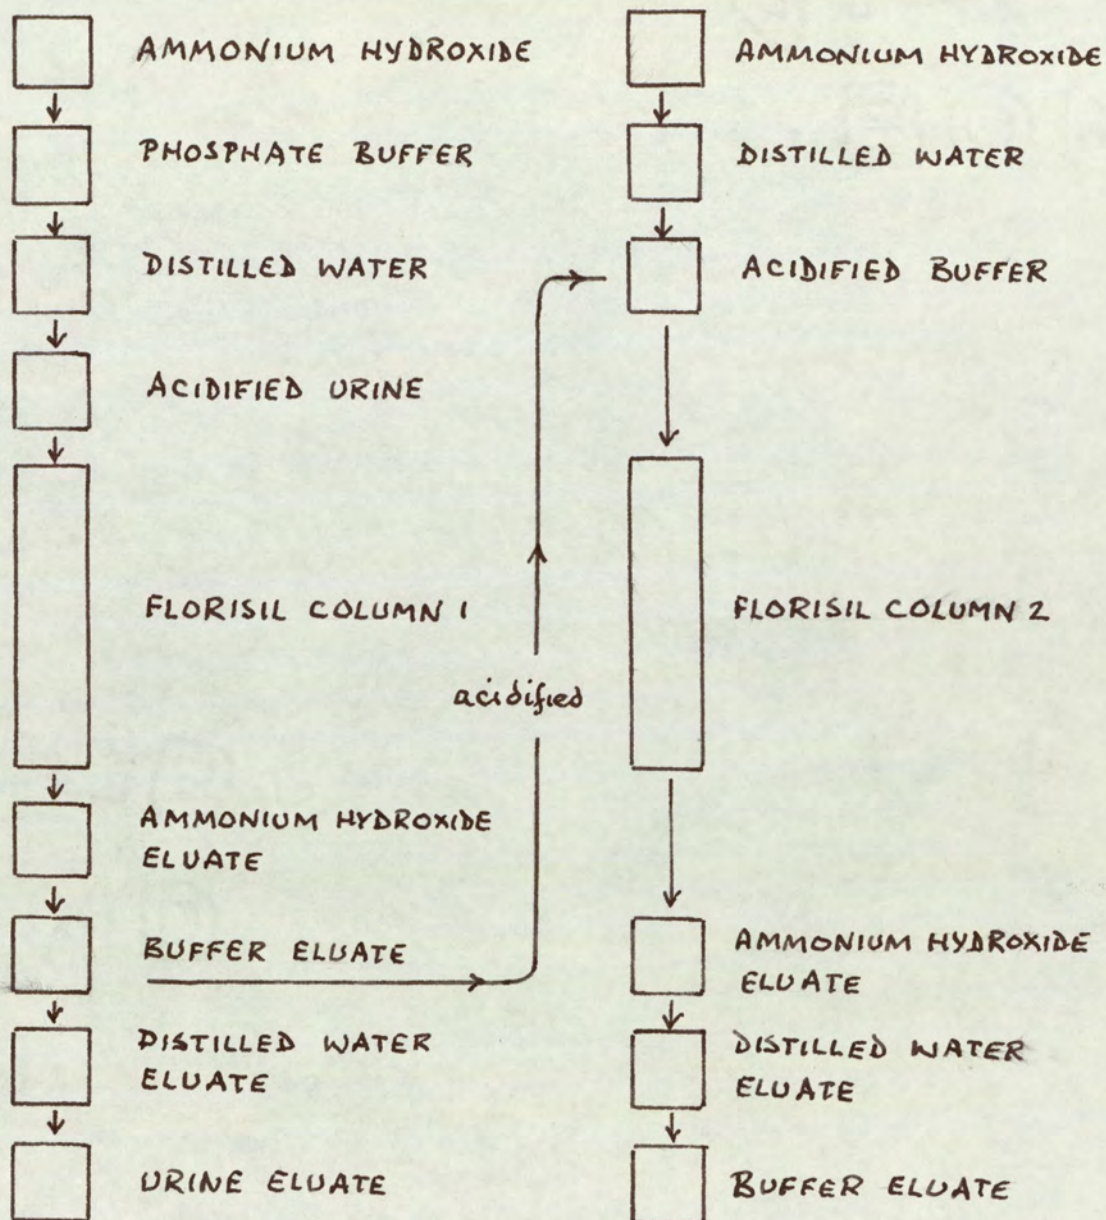 AMMONIUM HYDROXIDE
PHOSPHATE BUFFER
DISTILLED WATER
ACIDIFIED URINE
FLORISIL COLUMN 1
acidified
AMMONIUM HYDROXIDE
ELUATE
BUFFER ELUATE
DISTILLED WATER
ELUATE
URINE ELUATE
AMMONIUM HYDROXIDE
DISTILLED WATER
ACIDIFIED BUFFER
FLORISIL COLUMN 2
AMMONIUM HYDROXIDE
ELUATE
DISTILLED WATER
ELUATE
BUFFER ELUATE